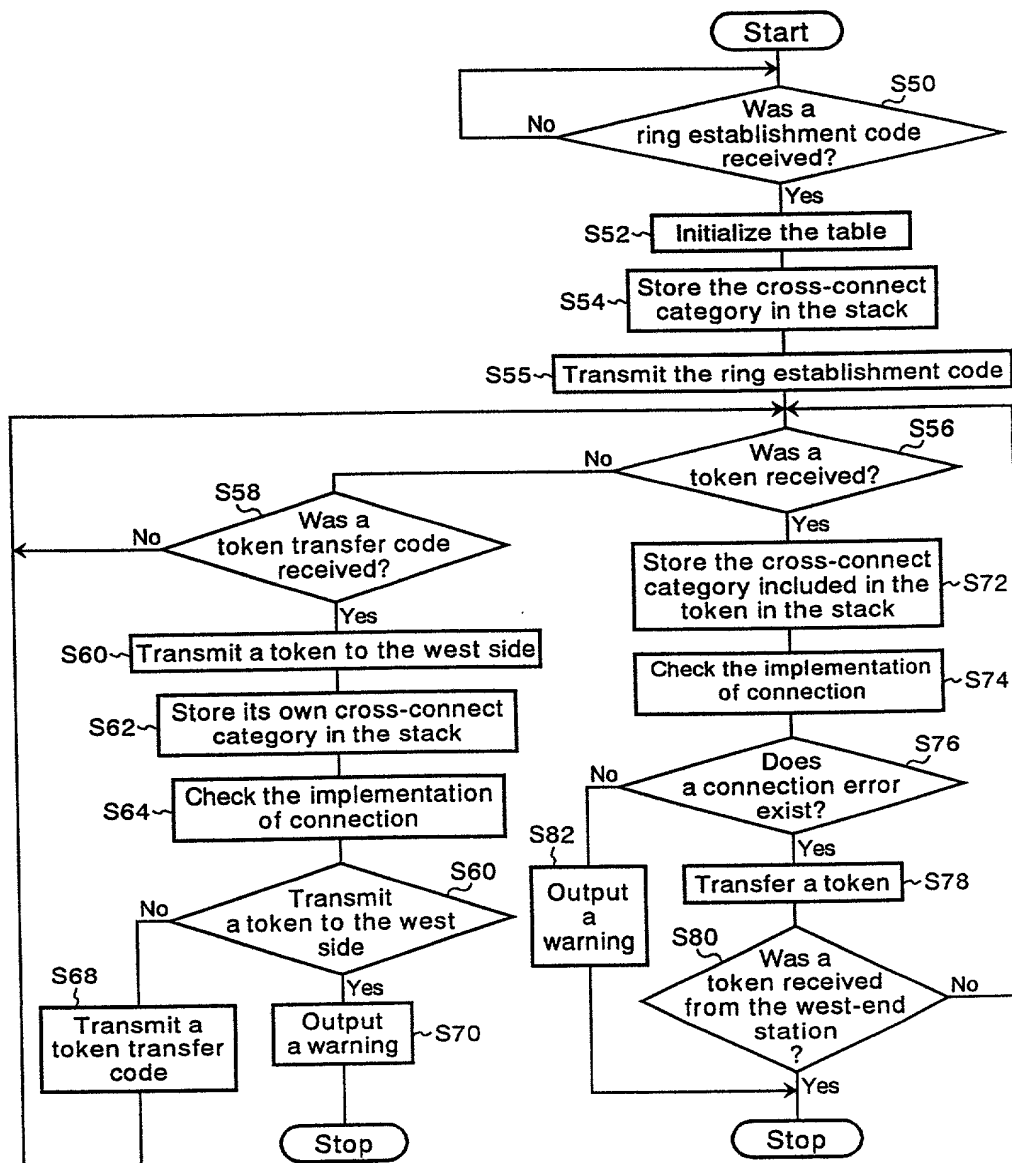 Start
S50
Was a
ring establishment code
received?
No
Yes
S52
Initialize the table
S54
Store the cross-connect
category in the stack
S55
Transmit the ring establishment code
S56
Was a
token received?
No
Yes
S58
Was a
token transfer code
received?
No
Yes
S60
Transmit a token to the west side
S62
Store its own cross-connect
category in the stack
S64
Check the implementation
of connection
S60
Transmit
a token to the west
side
No
Yes
S68
Transmit a
token transfer
code
Output
a warning
S70
Stop
Store the cross-connect
category included in the
token in the stack
S72
Check the implementation
of connection
S74
S76
Does
a connection error
exist?
No
Yes
S82
Output
a
warning
Transfer a token
S78
S80
Was a
token received
from the west-end
station
?
No
Yes
Stop